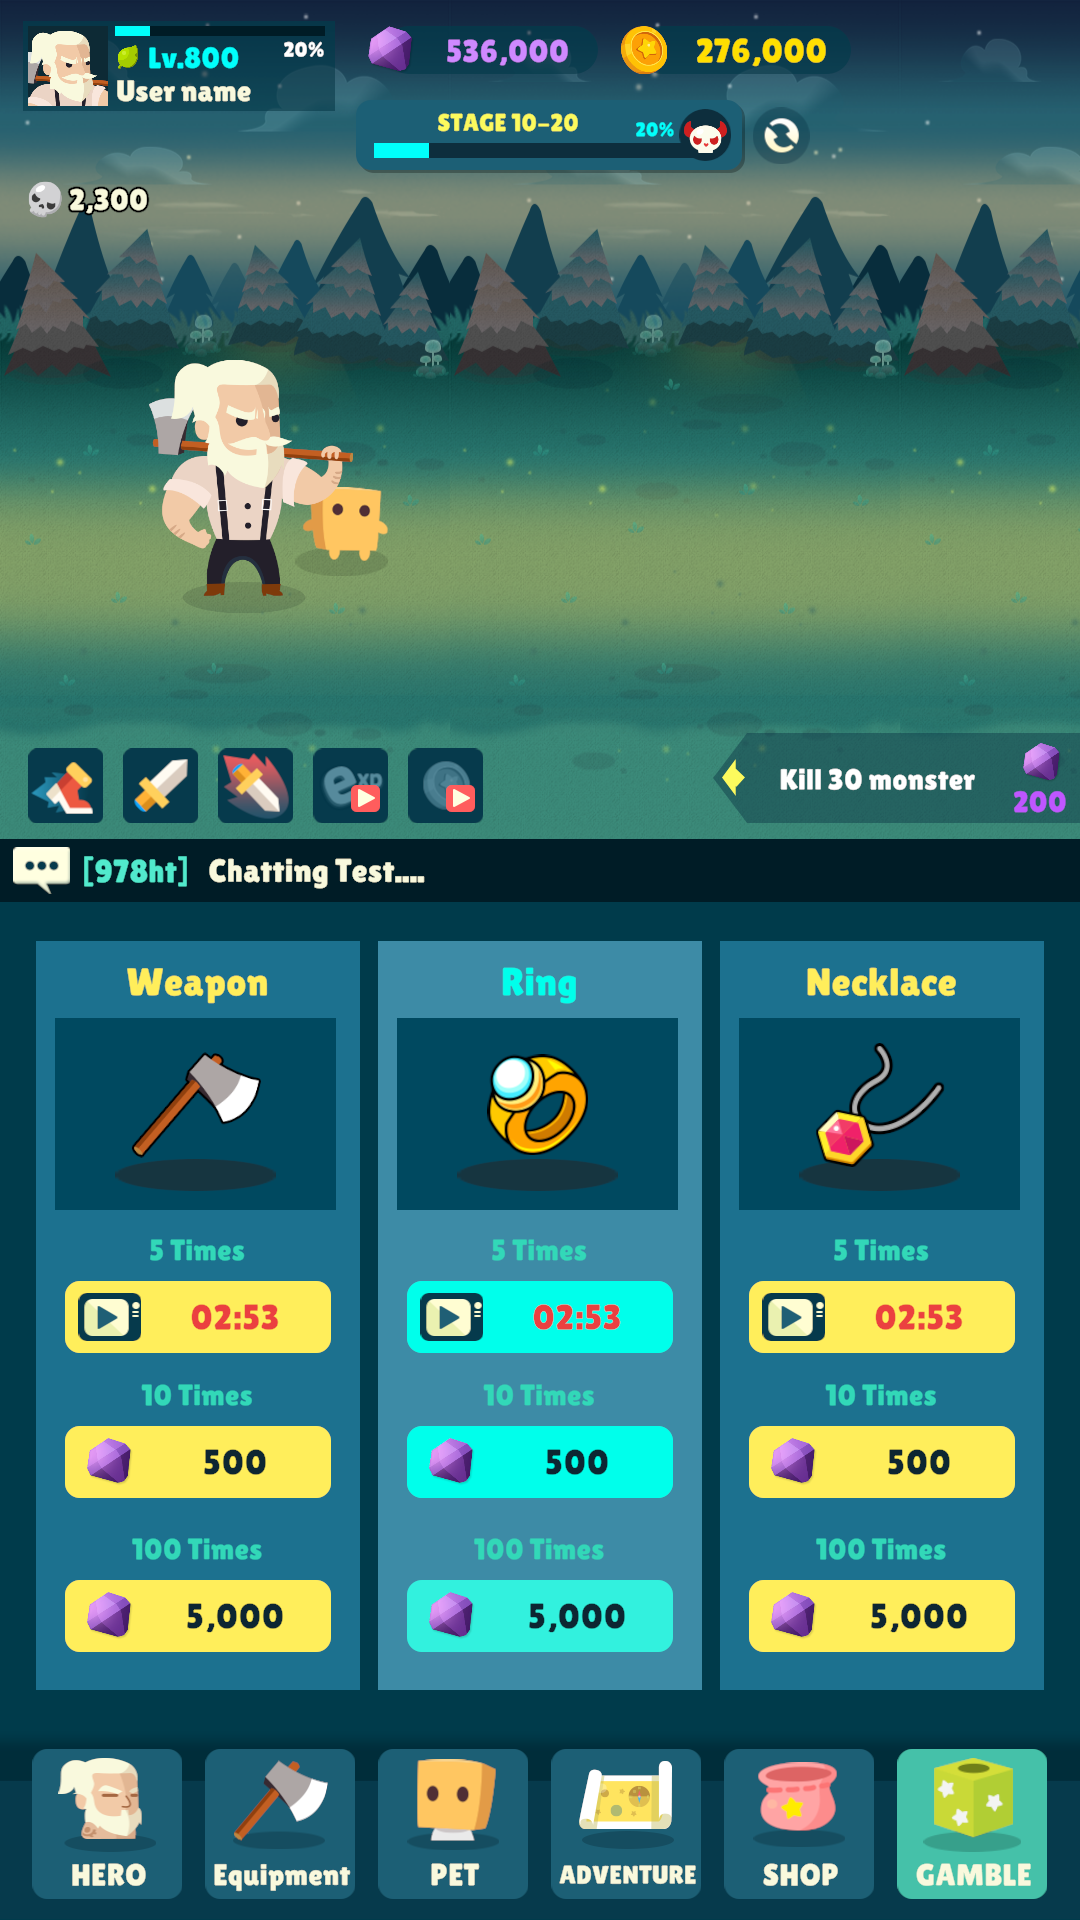 Lv.800
20%
User name
536,000
276,000
STAGE 10-20
20%
2,300
exp
Kill 30 monster
200
[978ht] Chatting Test....
Weapon
Ring
Necklace
5 Times
5 Times
5 Times
02:53
02:53
02:53
10 Times
10 Times
10 Times
500
500
500
100 Times
100 Times
100 Times
5,000
5,000
5,000
HERO
Equipment
PET
ADVENTURE
SHOP
GAMBLE